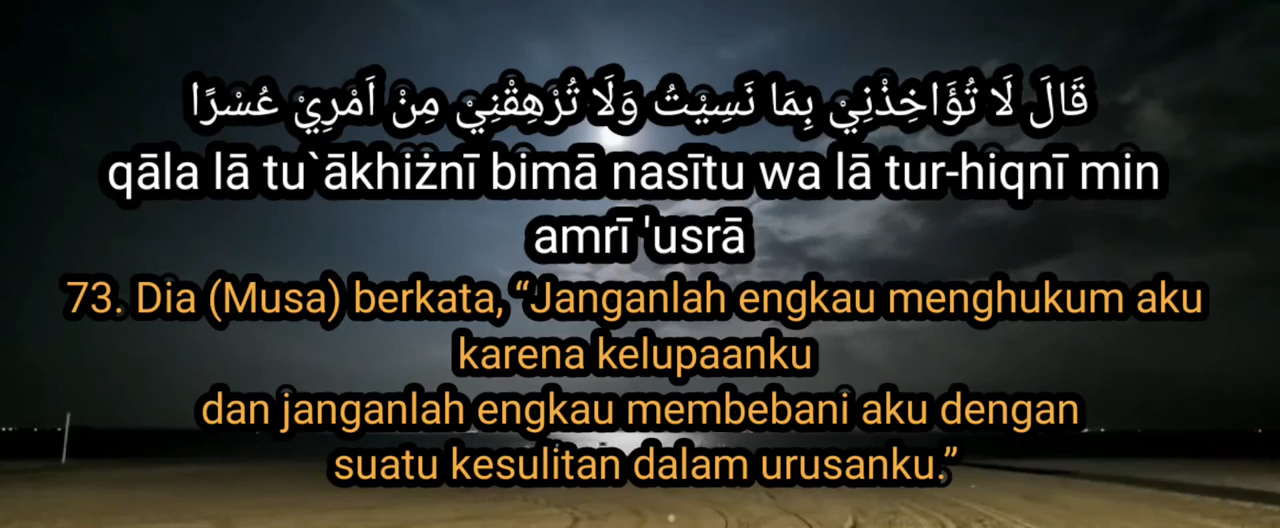 قَالَ لَا تُؤَاخِذْنِيْ بِمَا نَسِيْتُ وَلَا تُرْهِقْنِيْ مِنْ اَمْرِيْ عُسْرًا
qāla lā tu`ākhiżnī bimā nasītu wa lā tur-hiqnī min
amrī 'usrā
73. Dia (Musa) berkata, “Janganlah engkau menghukum aku
karena kelupaanku
dan janganlah engkau membebani aku dengan
suatu kesulitan dalam urusanku.”